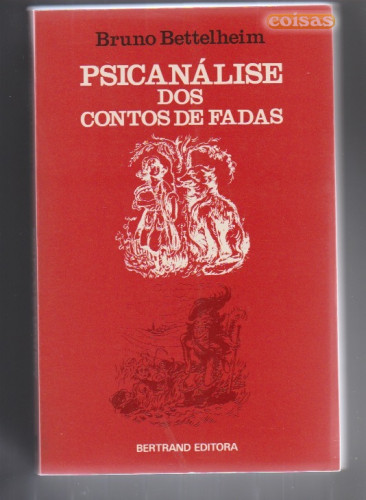 coisas
Bruno Bettelheim
PSICANÁLISE
DOS
CONTOS DE FADAS
BERTRAND EDITORA